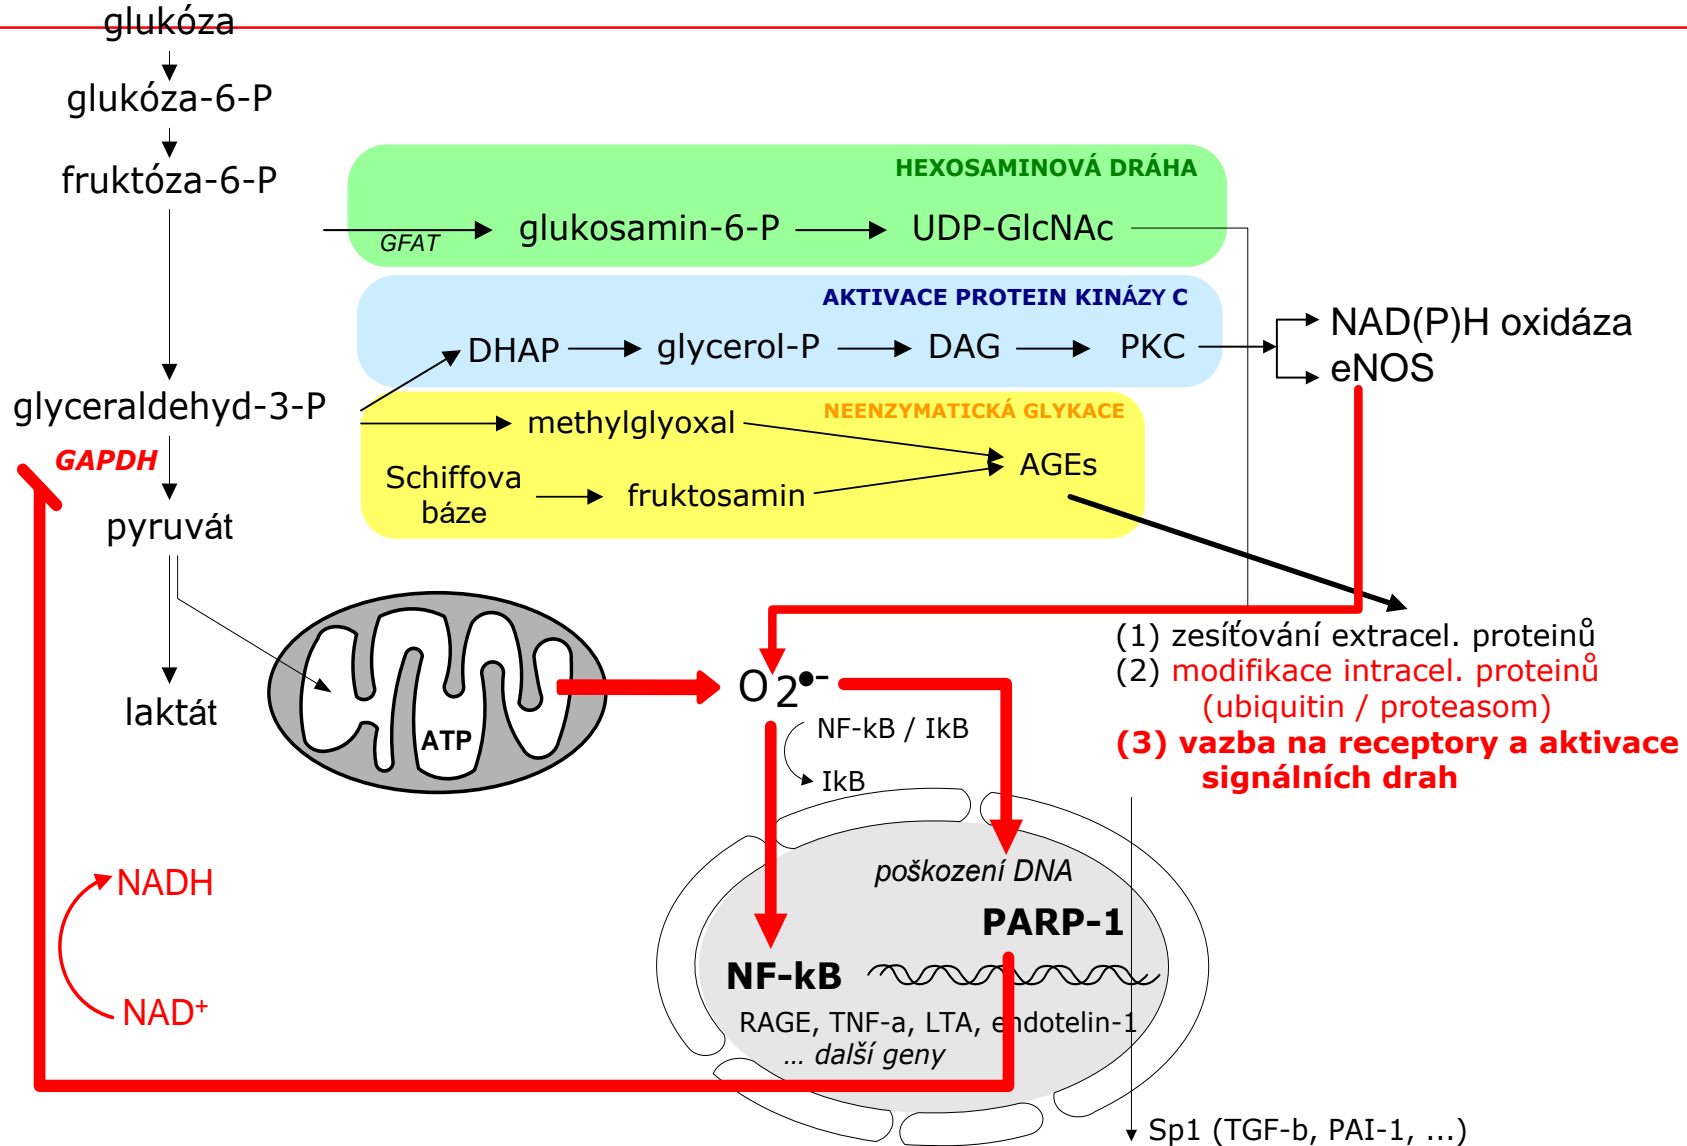 glukóza
glukóza-6-P
fruktóza-6-P
HEXOSAMINOVÁ DRÁHA
GFAT
glukosamin-6-P
UDP-GlcNAc
AKTIVACE PROTEIN KINÁZY C
DHAP
glycerol-P
DAG
PKC
NAD(P)H oxidáza
eNOS
glyceraldehyd-3-P
NEENZYMATICKÁ GLYKACE
methylglyoxal
AGEs
Schiffova
báze
fruktosamin
GAPDH
pyruvát
laktát
ATP
O2•-
(1) zesíťování extracel. proteinů
(2) modifikace intracel. proteinů
(ubiquitin / proteasom)
(3) vazba na receptory a aktivace
signálních drah
NF-kB / IkB
IkB
poškození DNA
PARP-1
NF-kB
RAGE, TNF-a, LTA, endotelin-1
... další geny
NADH
NAD+
Sp1 (TGF-b, PAI-1, ...)